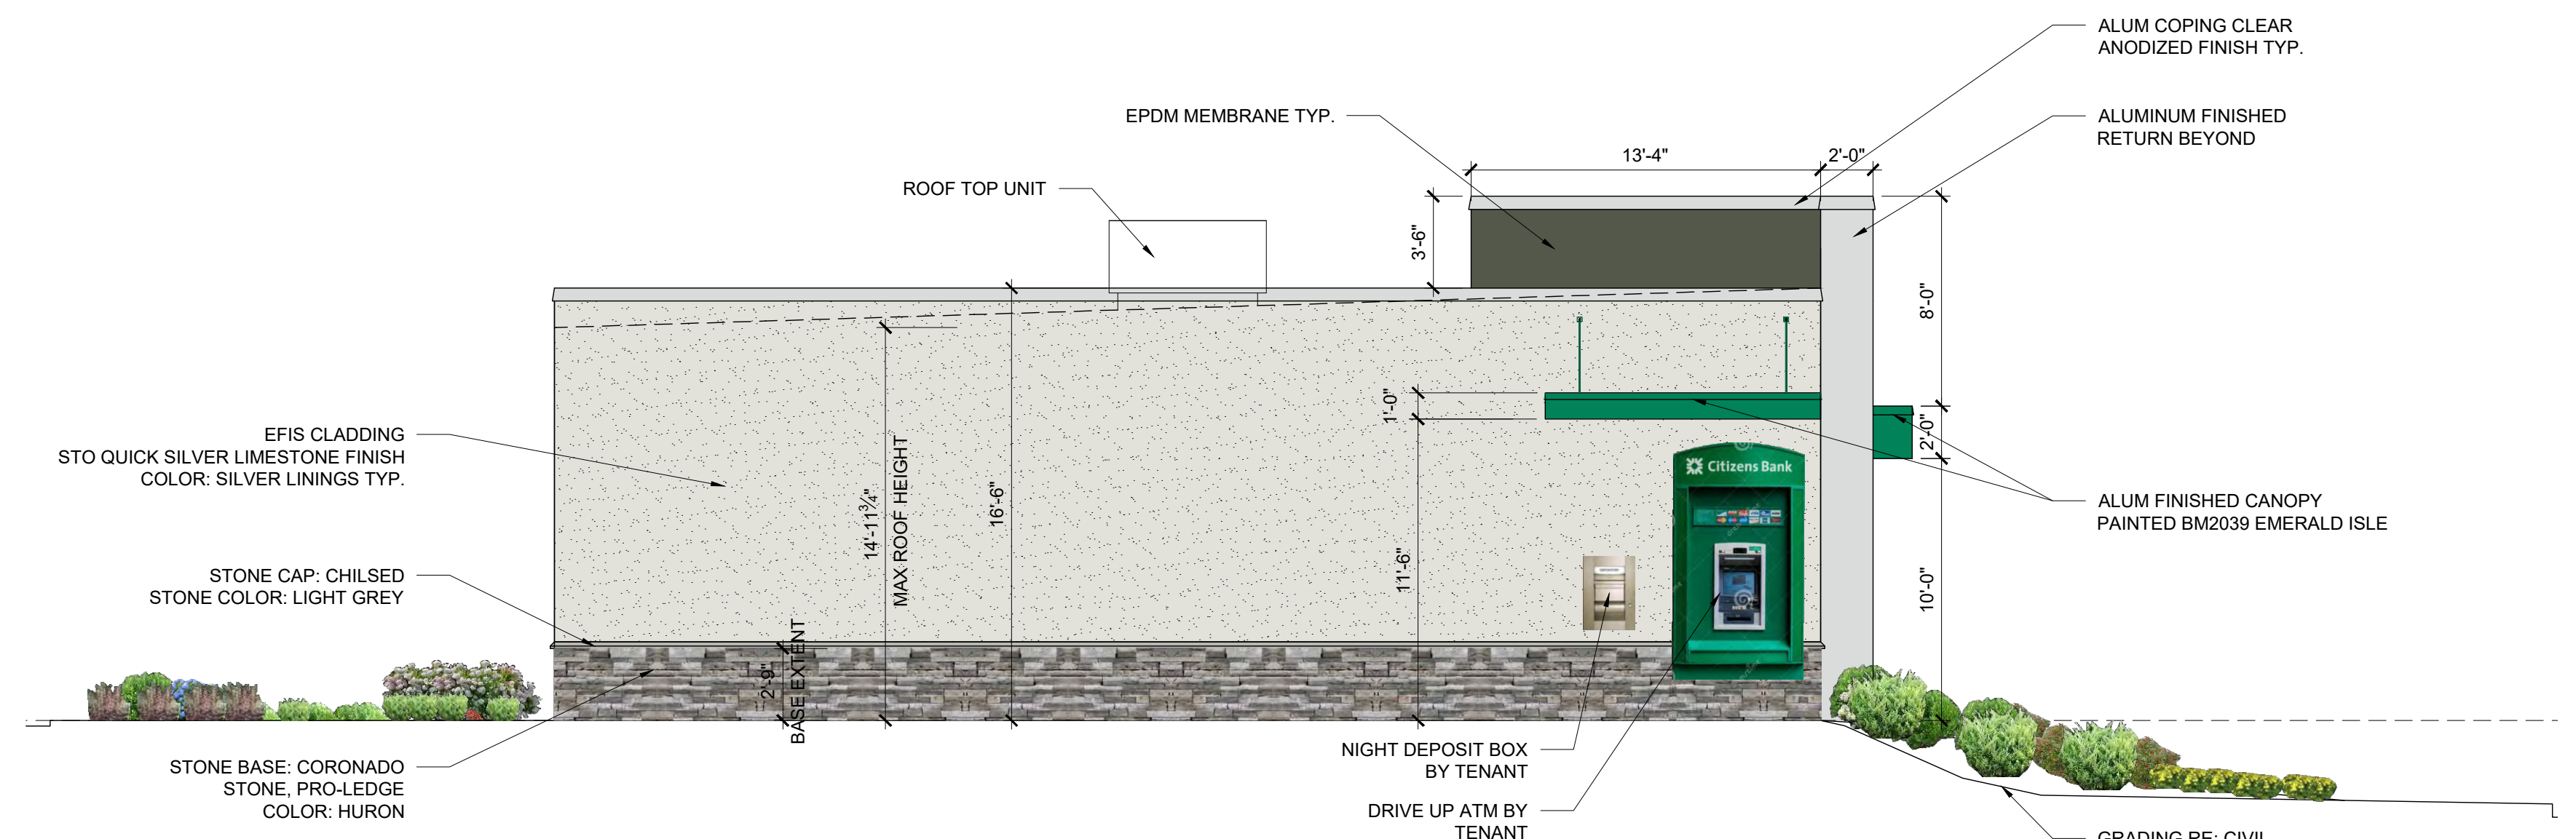 ALUM COPING CLEAR
ANODIZED FINISH TYP.
EPDM MEMBRANE TYP.
ALUMINUM FINISHED
RETURN BEYOND
13'-4"
2'-0"
ROOF TOP UNIT
3'-6"
8'-0"
1'-0"
2'-0"
EFIS CLADDING
STO QUICK SILVER LIMESTONE FINISH
COLOR: SILVER LININGS TYP.
14'-11¾"
MAX ROOF HEIGHT
16'-6"
Citizens Bank
ALUM FINISHED CANOPY
PAINTED BM2039 EMERALD ISLE
11'-6"
10'-0"
STONE CAP: CHILSED
STONE COLOR: LIGHT GREY
2'-9"
BASE EXTENT
STONE BASE: CORONADO
STONE, PRO-LEDGE
COLOR: HURON
NIGHT DEPOSIT BOX
BY TENANT
DRIVE UP ATM BY
TENANT
GRADING RE: CIVIL